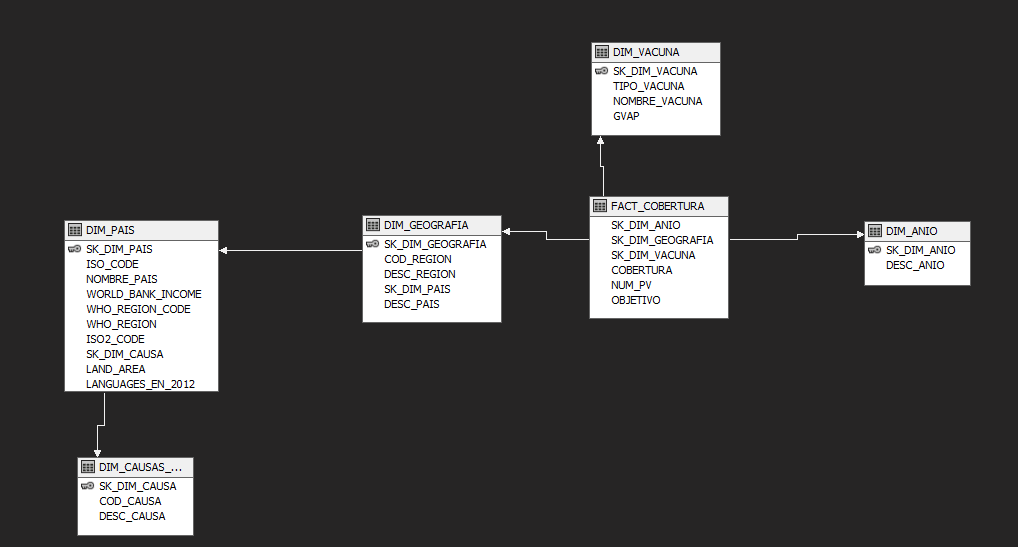 DIM_VACUNA
SK_DIM_VACUNA
TIPO_VACUNA
NOMBRE_VACUNA
GVAP
DIM_PAIS
SK_DIM_PAIS
ISO_CODE
NOMBRE_PAIS
WORLD_BANK_INCOME
WHO_REGION_CODE
WHO_REGION
ISO2_CODE
SK_DIM_CAUSA
LAND_AREA
LANGUAGES_EN_2012
DIM_GEOGRAFIA
SK_DIM_GEOGRAFIA
COD_REGION
DESC_REGION
SK_DIM_PAIS
DESC_PAIS
FACT_COBERTURA
SK_DIM_ANIO
SK_DIM_GEOGRAFIA
SK_DIM_VACUNA
COBERTURA
NUM_PV
OBJETIVO
DIM_ANIO
SK_DIM_ANIO
DESC_ANIO
DIM_CAUSAS_...
SK_DIM_CAUSA
COD_CAUSA
DESC_CAUSA